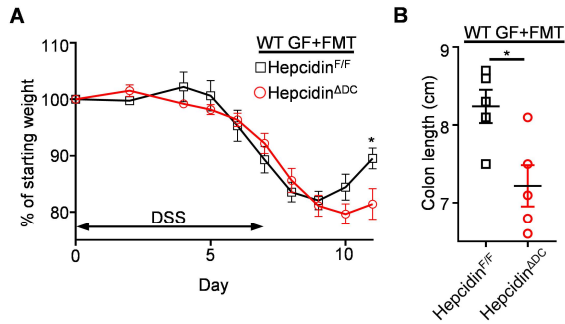 A
WT GF+FMT
Hepcidin^F/F
Hepcidin^ΔDC
% of starting weight
110
100
90
80
*
DSS
0
5
10
Day
B
WT GF+FMT
*
Colon length (cm)
9
8
7
Hepcidin^F/F
Hepcidin^ΔDC